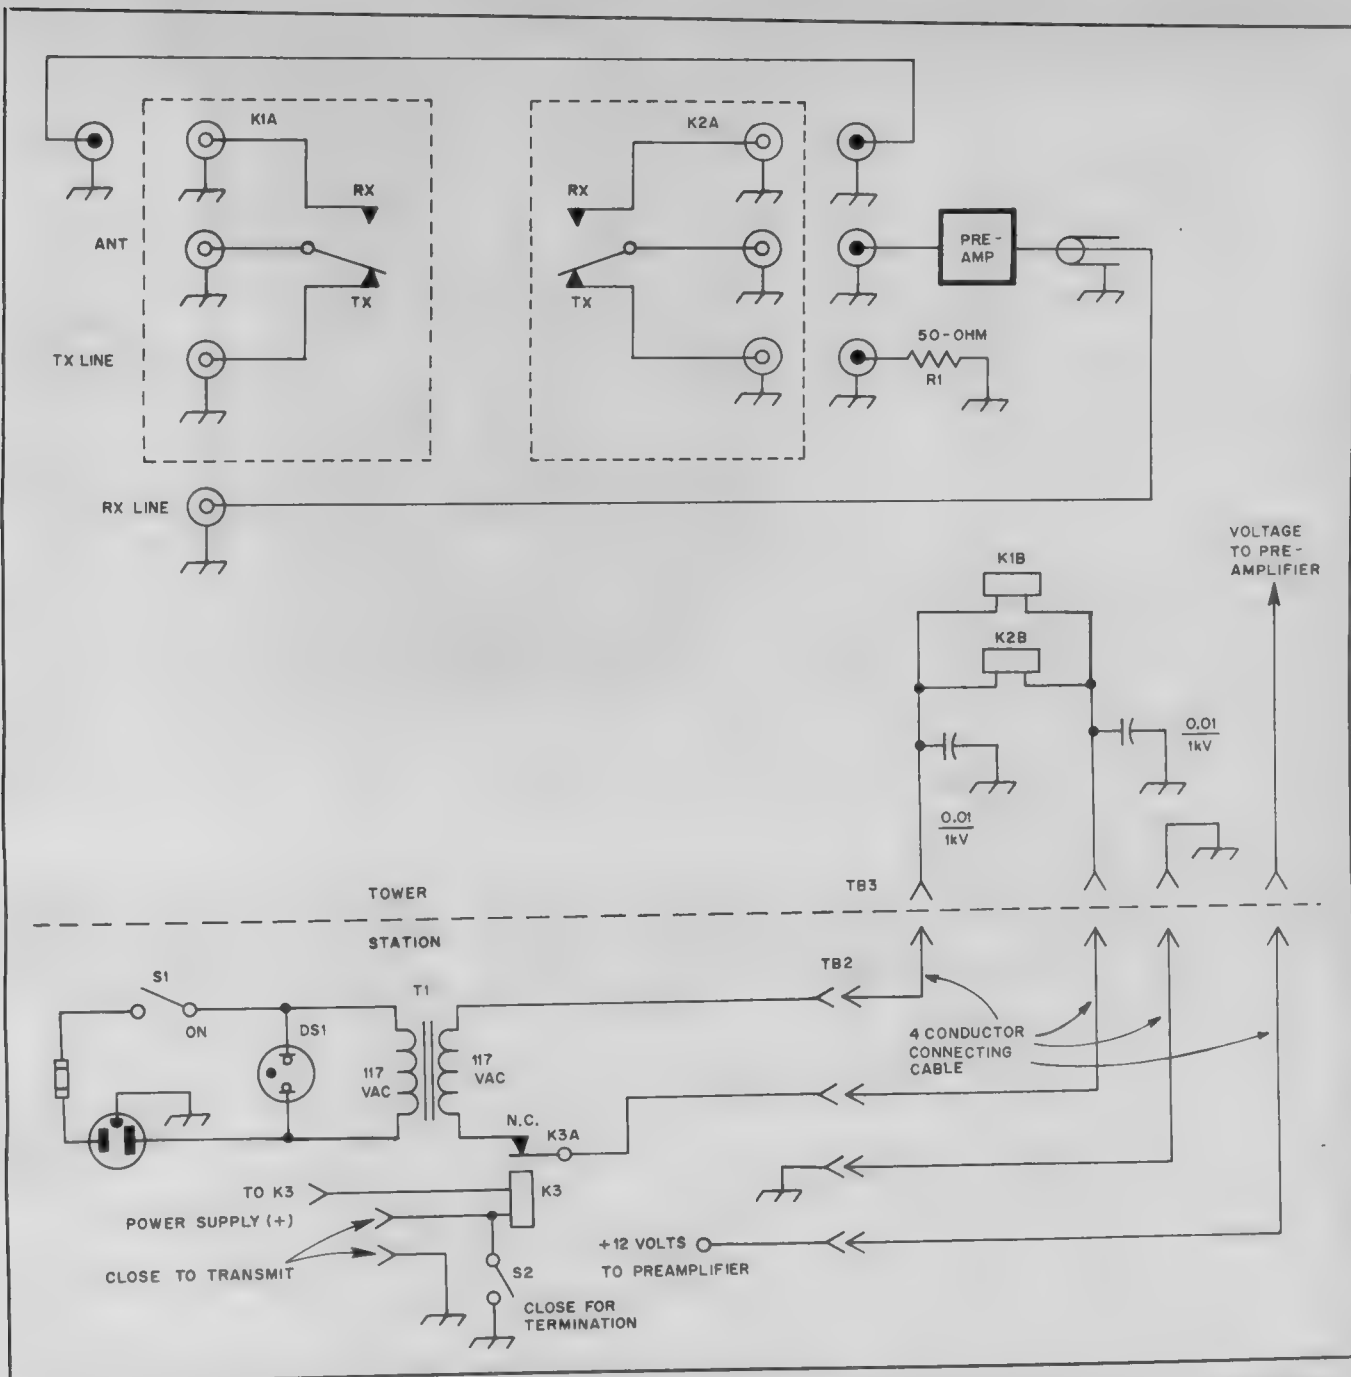 K1A
K2A
RX
RX
ANT
PRE-
AMP
TX
TX
TX LINE
50-OHM
R1
RX LINE
VOLTAGE
TO PRE-
AMPLIFIER
K1B
K2B
0.01
1kV
0.01
1kV
TOWER
TB3
STATION
TB2
S1
T1
ON
DS1
4 CONDUCTOR
CONNECTING
CABLE
117
VAC
117
VAC
N.C.
K3A
TO K3
K3
POWER SUPPLY (+)
+12 VOLTS
TO PREAMPLIFIER
CLOSE TO TRANSMIT
S2
CLOSE FOR
TERMINATION